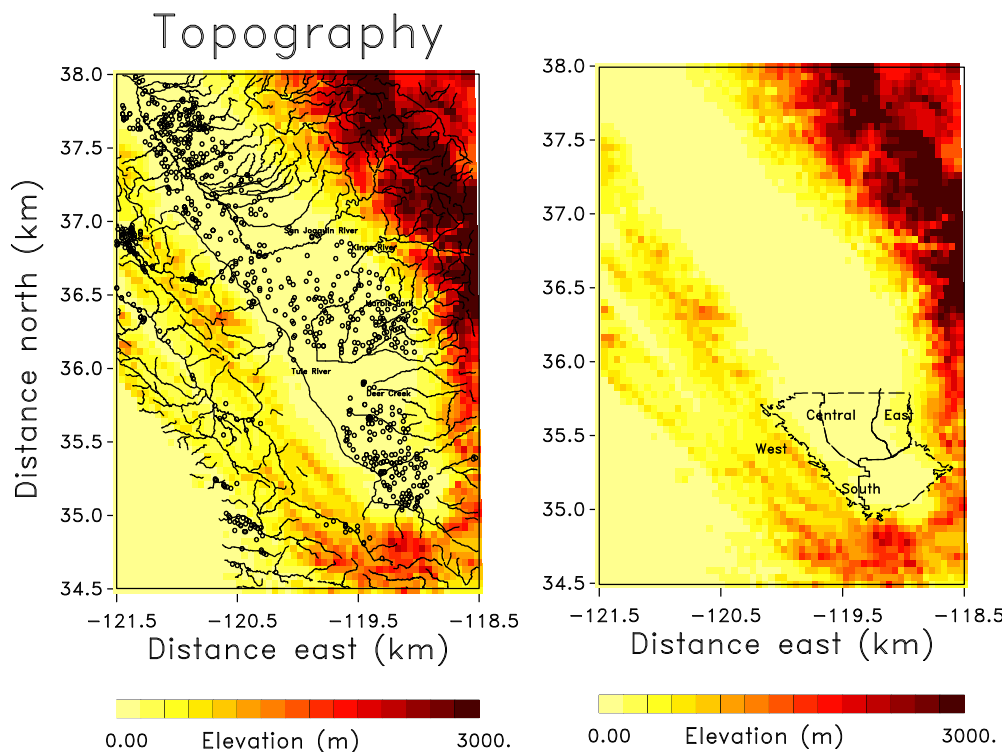 Topography
38.0
37.5
37.0
36.5
36.0
35.5
35.0
34.5
Distance north (km)
San Joaquin River
Kings River
Marble Fork
Tule River
Deer Creek
-121.5 -120.5 -119.5 -118.5
Distance east (km)
0.00 Elevation (m) 3000.
38.0
37.5
37.0
36.5
36.0
35.5
35.0
34.5
Central East
West
South
-121.5 -120.5 -119.5 -118.5
Distance east (km)
0.00 Elevation (m) 3000.